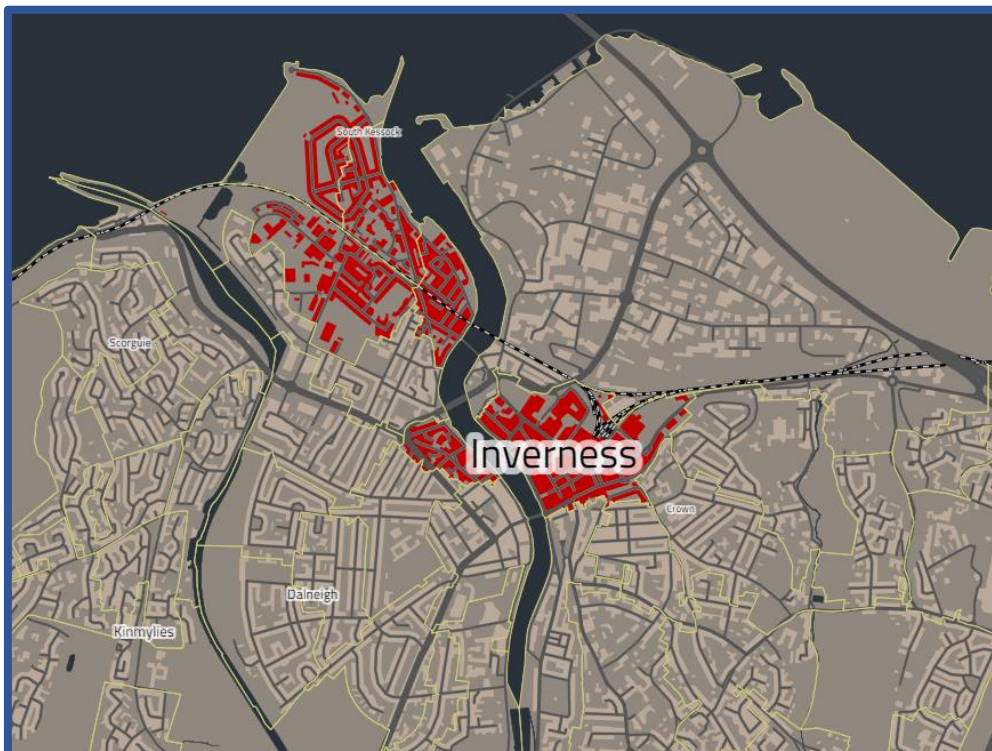 South Kessock
Scorguie
Inverness
Crown
Dalneigh
Kinmylies